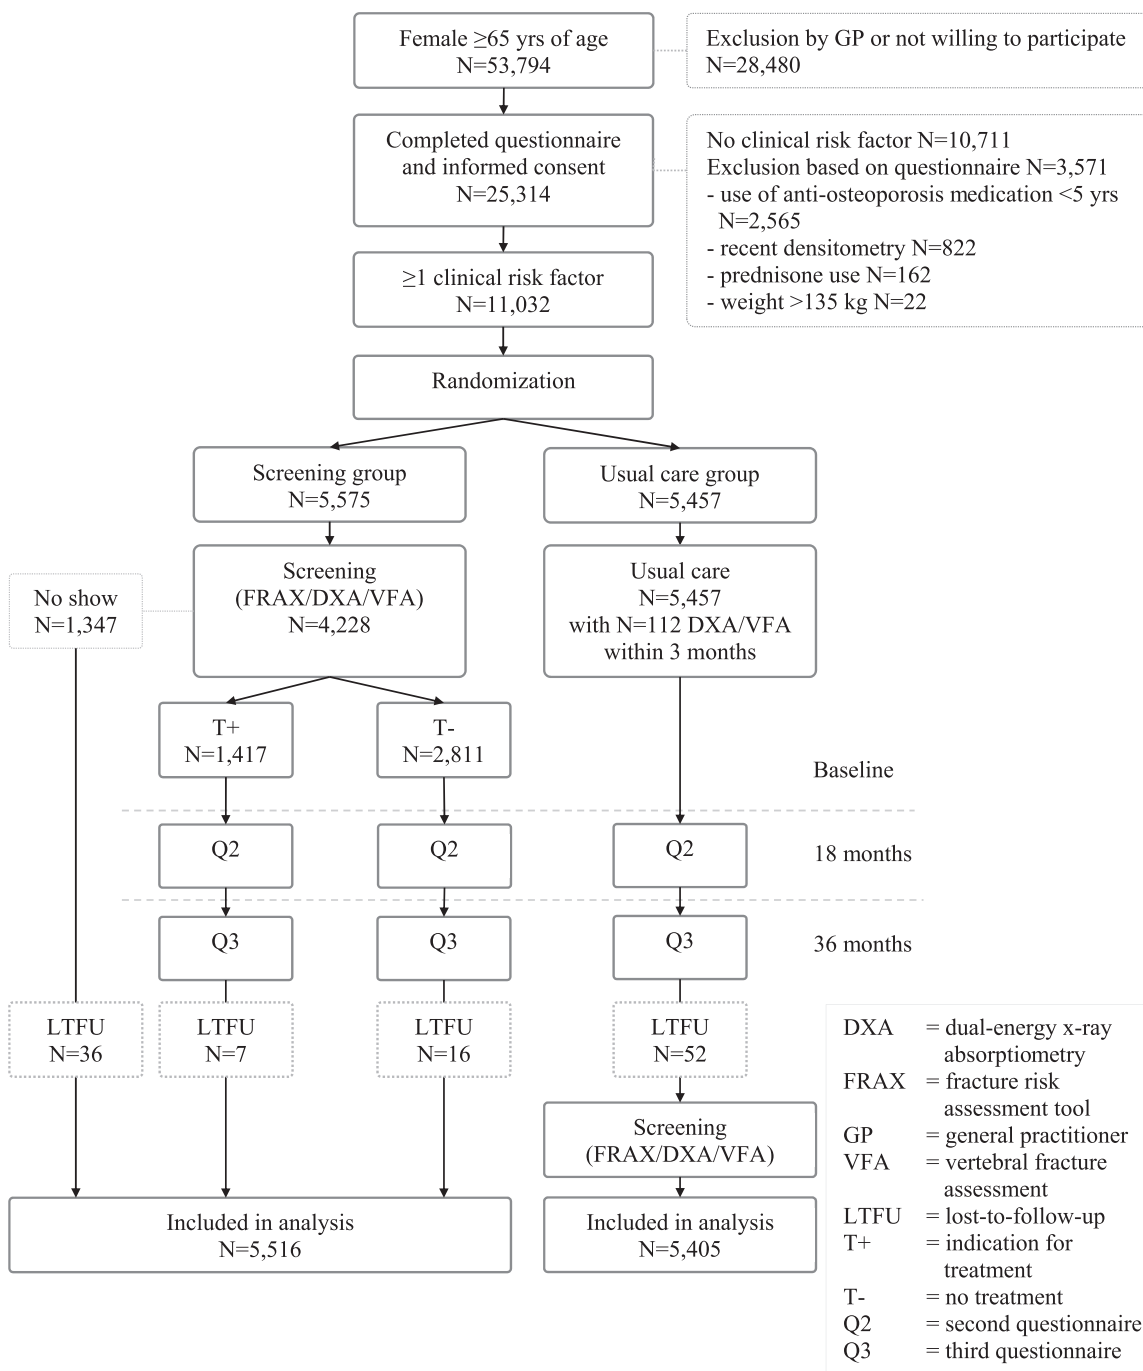 Female ≥65 yrs of age
N=53,794
Exclusion by GP or not willing to participate
N=28,480
Completed questionnaire
and informed consent
N=25,314
No clinical risk factor N=10,711
Exclusion based on questionnaire N=3,571
- use of anti-osteoporosis medication <5 yrs
N=2,565
- recent densitometry N=822
- prednisone use N=162
- weight >135 kg N=22
≥1 clinical risk factor
N=11,032
Randomization
Screening group
N=5,575
Usual care group
N=5,457
No show
N=1,347
Screening
(FRAX/DXA/VFA)
N=4,228
Usual care
N=5,457
with N=112 DXA/VFA
within 3 months
T+
N=1,417
T-
N=2,811
Baseline
Q2
Q2
Q2
18 months
Q3
Q3
Q3
36 months
LTFU
N=36
LTFU
N=7
LTFU
N=16
LTFU
N=52
Screening
(FRAX/DXA/VFA)
Included in analysis
N=5,516
Included in analysis
N=5,405
DXA = dual-energy x-ray
absorptiometry
FRAX = fracture risk
assessment tool
GP = general practitioner
VFA = vertebral fracture
assessment
LTFU = lost-to-follow-up
T+ = indication for
treatment
T- = no treatment
Q2 = second questionnaire
Q3 = third questionnaire